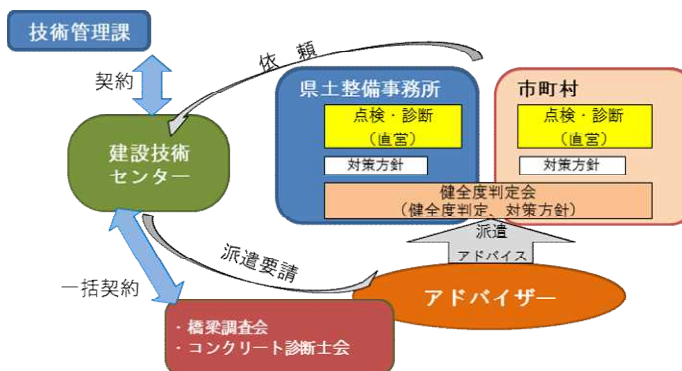 技術管理課
契約
依頼
県土整備事務所
市町村
点検・診断
(直営)
点検・診断
(直営)
対策方針
対策方針
建設技術
センター
健全度判定会
(健全度判定、対策方針)
派遣
アドバイス
派遣要請
一括契約
アドバイザー
・橋梁調査会
・コンクリート診断士会